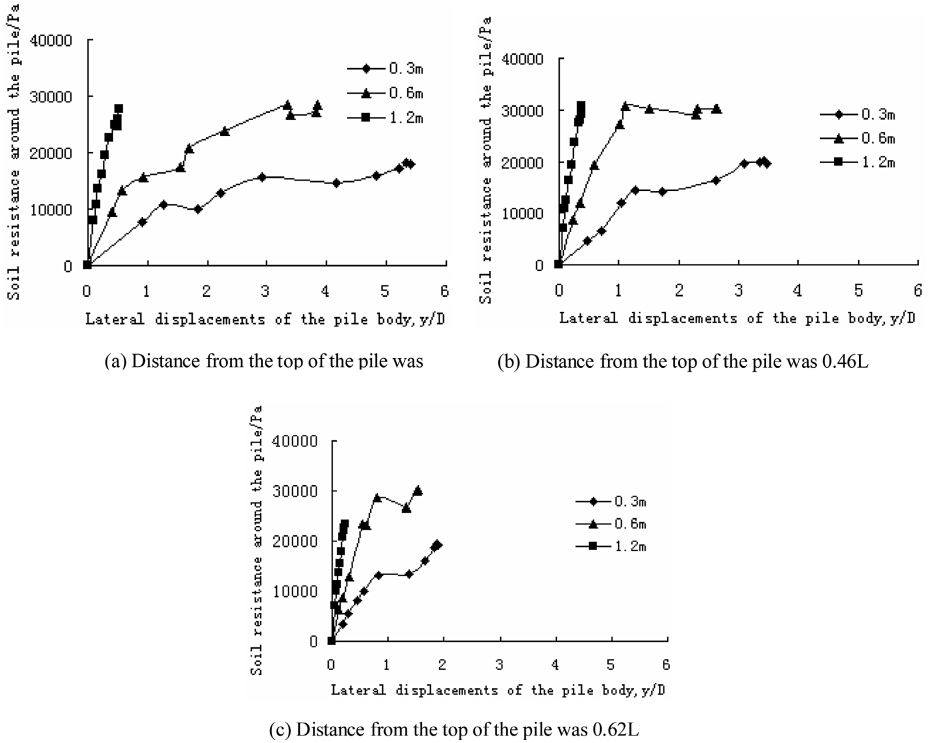 Soil resistance around the pile/Pa
40000
30000
20000
10000
0
0 1 2 3 4 5 6
Lateral displacements of the pile body, y/D
0.3m
0.6m
1.2m
(a) Distance from the top of the pile was
Soil resistance around the pile/Pa
40000
30000
20000
10000
0
0 1 2 3 4 5 6
Lateral displacements of the pile body, y/D
0.3m
0.6m
1.2m
(b) Distance from the top of the pile was 0.46L
Soil resistance around the pile/Pa
40000
30000
20000
10000
0
0 1 2 3 4 5 6
Lateral displacements of the pile body, y/D
0.3m
0.6m
1.2m
(c) Distance from the top of the pile was 0.62L